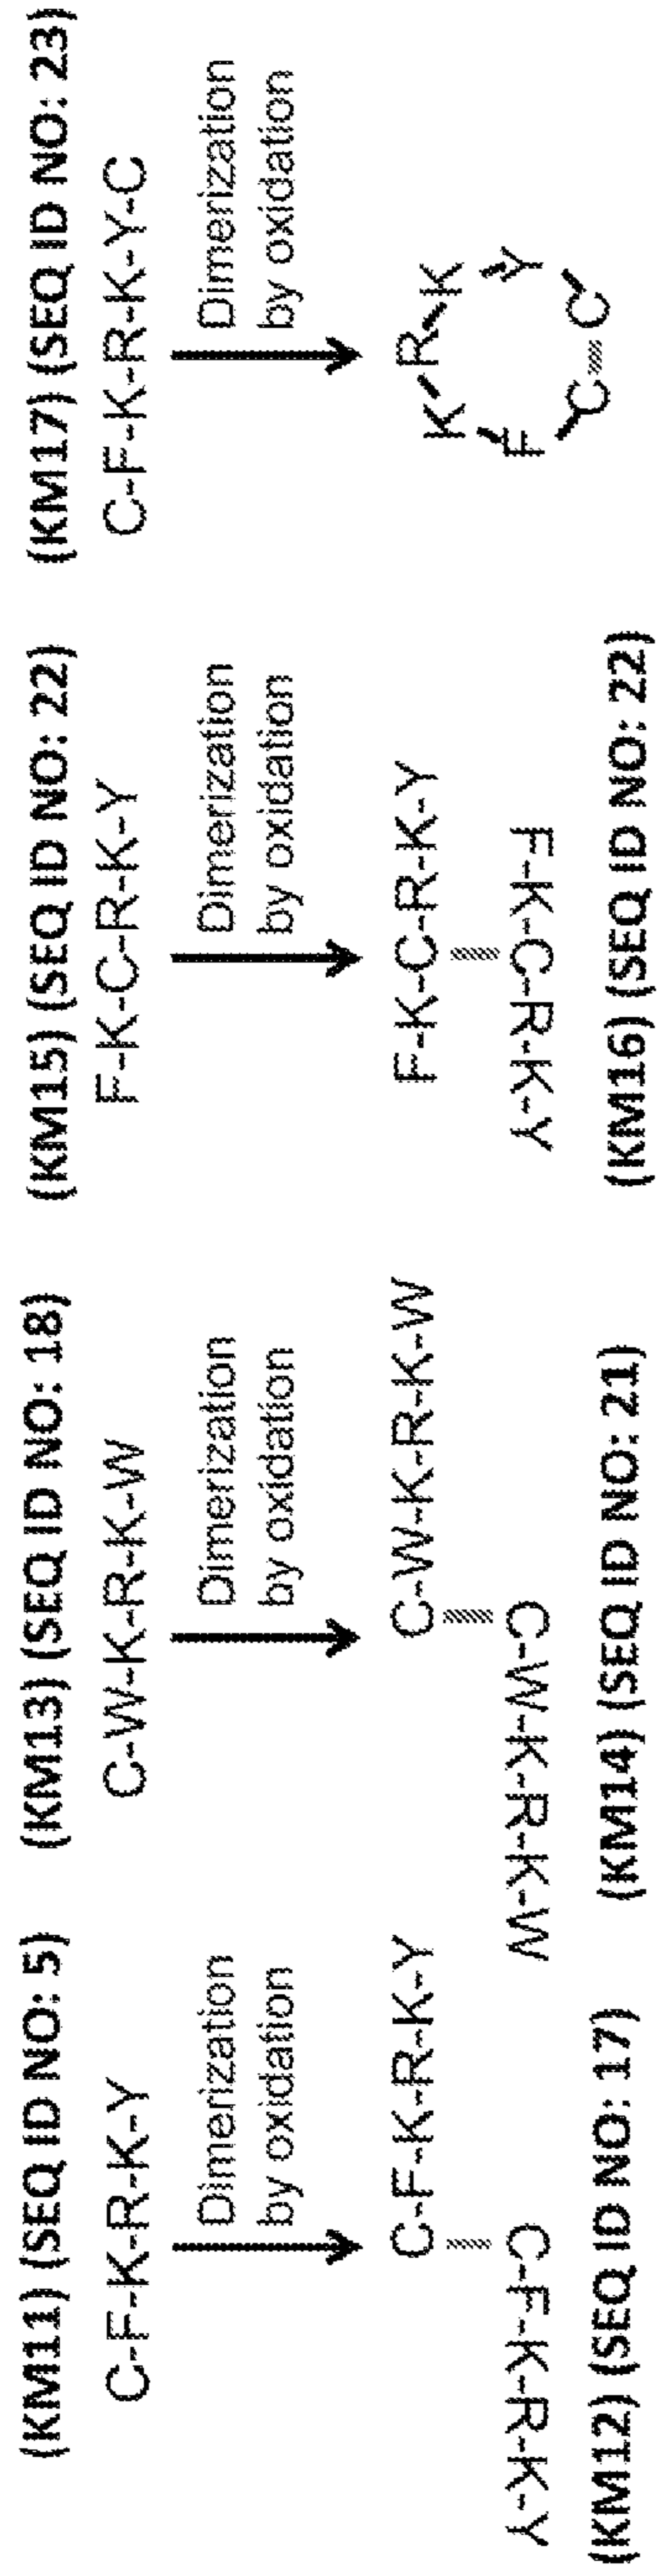 (KM11) (SEQ ID NO: 5)
C-F-K-R-K-Y
Dimerization
by oxidation
C-F-K-R-K-Y
C-F-K-R-K-Y
(KM12) (SEQ ID NO: 17)
(KM13) (SEQ ID NO: 18)
C-W-K-R-K-W
Dimerization
by oxidation
C-W-K-R-K-W
C-W-K-R-K-W
(KM14) (SEQ ID NO: 21)
(KM15) (SEQ ID NO: 22)
F-K-C-R-K-Y
Dimerization
by oxidation
F-K-C-R-K-Y
F-K-C-R-K-Y
(KM16) (SEQ ID NO: 22)
(KM17) (SEQ ID NO: 23)
C-F-K-R-K-Y-C
Dimerization
by oxidation
K-R-K
F Y
C C